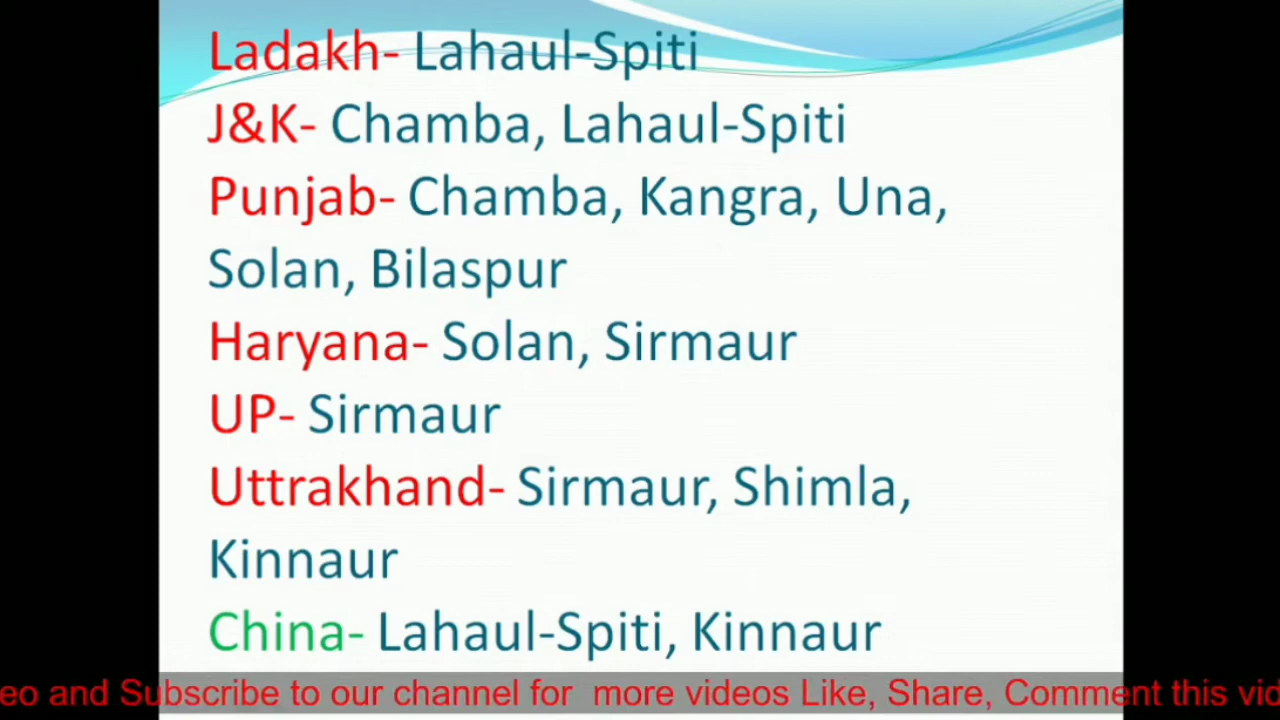 Ladakh- Lahaul-Spiti
J&K- Chamba, Lahaul-Spiti
Punjab- Chamba, Kangra, Una,
Solan, Bilaspur
Haryana- Solan, Sirmaur
UP- Sirmaur
Uttrakhand- Sirmaur, Shimla,
Kinnaur
China- Lahaul-Spiti, Kinnaur
eo and Subscribe to our channel for more videos Like, Share, Comment this vid